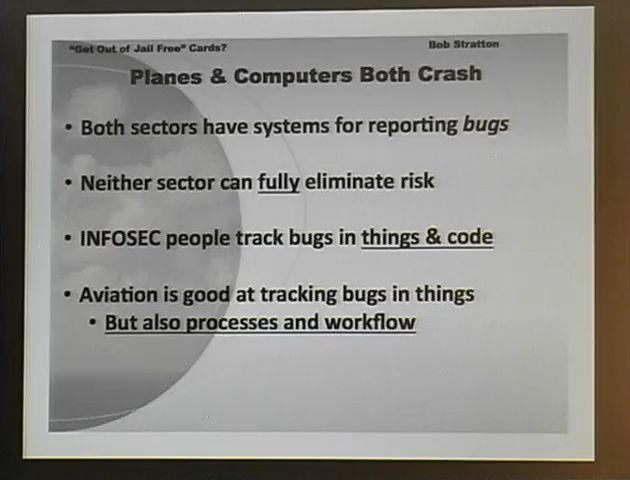 "Get Out of Jail Free" Cards?
Bob Stratton
Planes & Computers Both Crash
• Both sectors have systems for reporting bugs
• Neither sector can fully eliminate risk
• INFOSEC people track bugs in things & code
• Aviation is good at tracking bugs in things
• But also processes and workflow